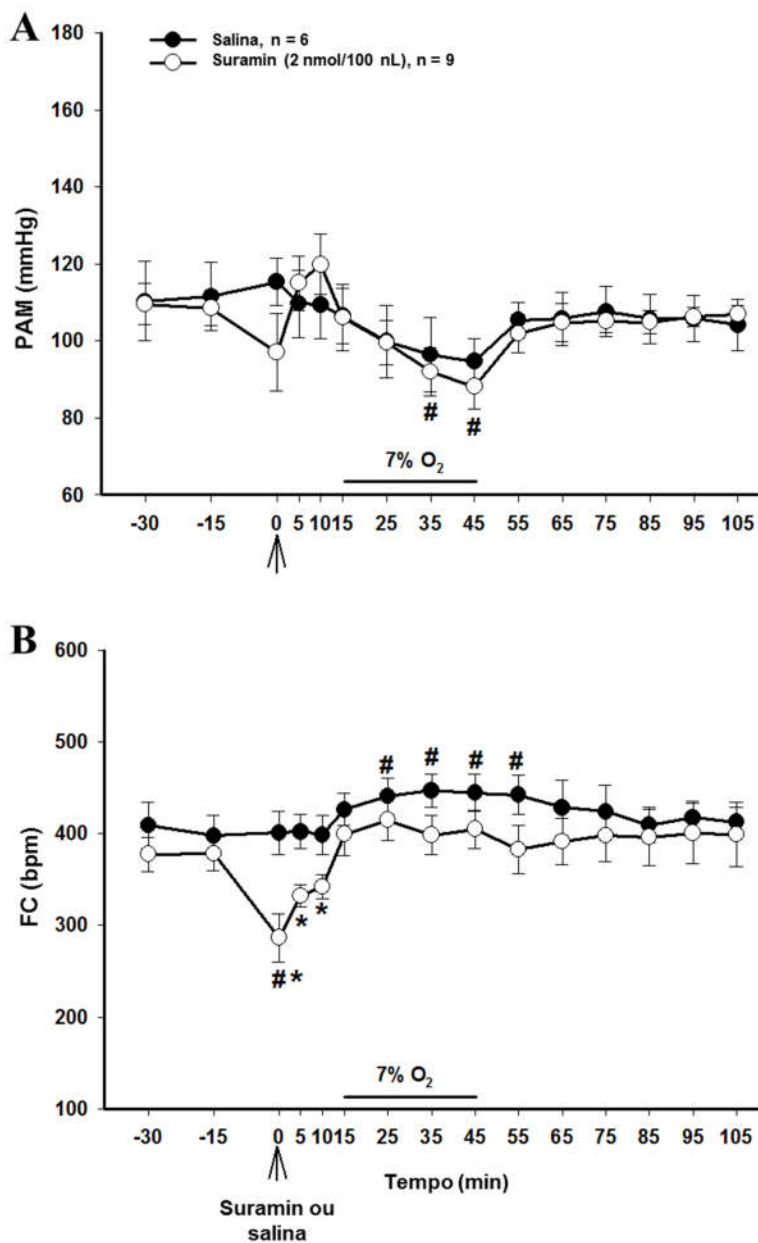 A
180
160
140
120
100
80
60
PAM (mmHg)
Salina, n = 6
Suramin (2 nmol/100 nL), n = 9
# #
7% O₂
-30 -15 0 5 10 15 25 35 45 55 65 75 85 95 105
B
600
500
400
300
200
100
FC (bpm)
# # # #
* *
#*
7% O₂
-30 -15 0 5 10 15 25 35 45 55 65 75 85 95 105
Tempo (min)
Suramin ou
salina